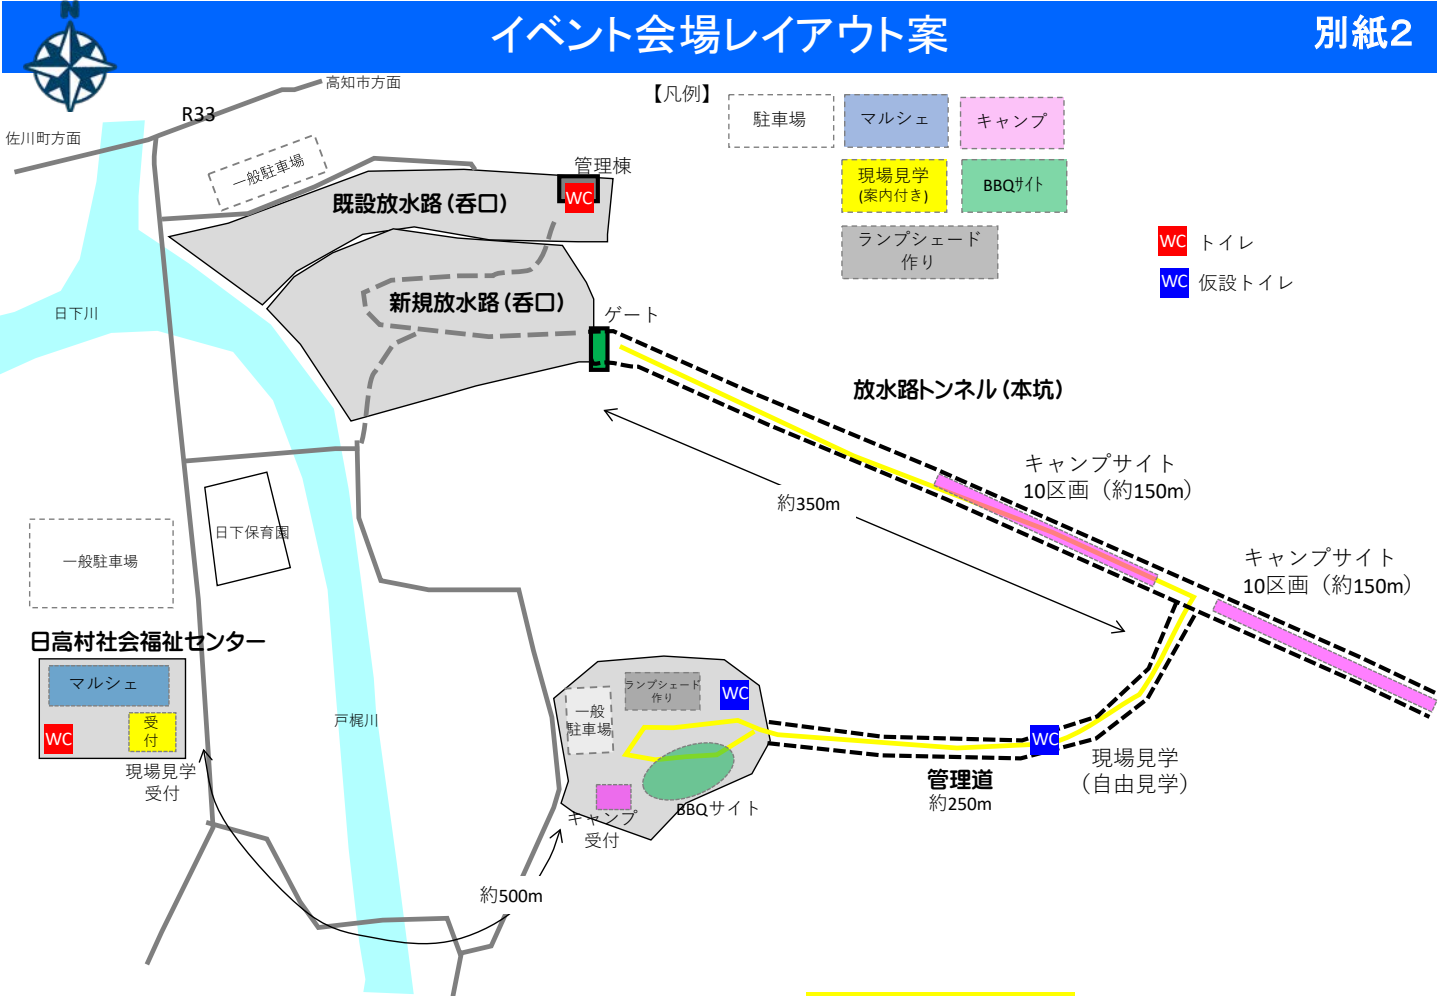 N
イベント会場レイアウト案
別紙2
高知市方面
R33
佐川町方面
【凡例】
駐車場
マルシェ
キャンプ
現場見学
(案内付き)
BBQｻｲﾄ
ランプシェード
作り
WC トイレ
WC 仮設トイレ
一般駐車場
管理棟
WC
既設放水路(呑口)
新規放水路(呑口)
ゲート
日下川
放水路トンネル(本坑)
キャンプサイト
10区画（約150m）
約350m
キャンプサイト
10区画（約150m）
日下保育園
一般駐車場
日高村社会福祉センター
マルシェ
受
付
WC
現場見学
受付
戸梶川
ランプシェード
作り
WC
一般
駐車場
キャンプ
受付
BBQサイト
WC
管理道
約250m
現場見学
（自由見学）
約500m